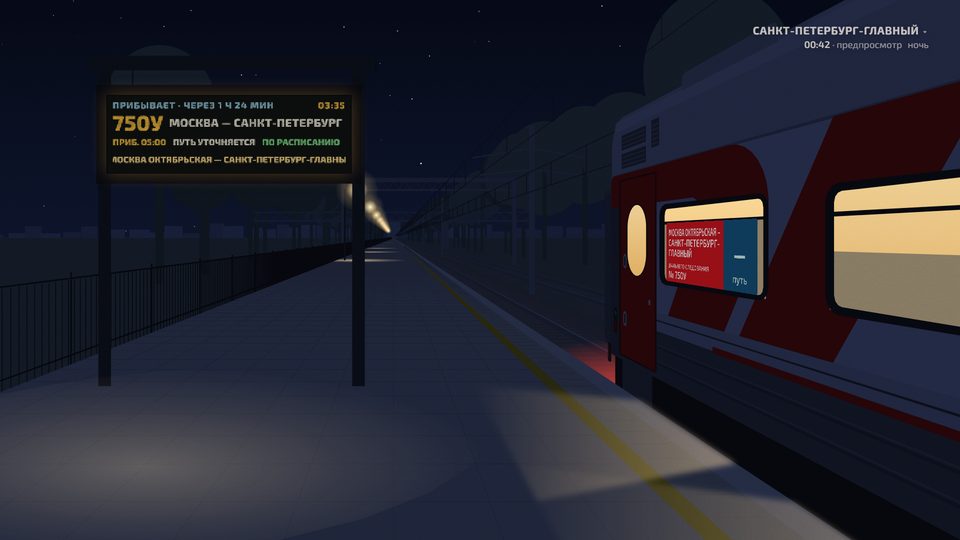 САНКТ-ПЕТЕРБУРГ-ГЛАВНЫЙ
00:42 · предпросмотр ночь
ПРИБЫВАЕТ · ЧЕРЕЗ 1 Ч 24 МИН 03:35
750У МОСКВА — САНКТ-ПЕТЕРБУРГ
ПРИБ. 05:00 ПУТЬ УТОЧНЯЕТСЯ ПО РАСПИСАНИЮ
МОСКВА ОКТЯБРЬСКАЯ — САНКТ-ПЕТЕРБУРГ-ГЛАВНЫ
МОСКВА ОКТЯБРЬСКАЯ –
САНКТ-ПЕТЕРБУРГ-
ГЛАВНЫЙ
№ 750У
—
путь